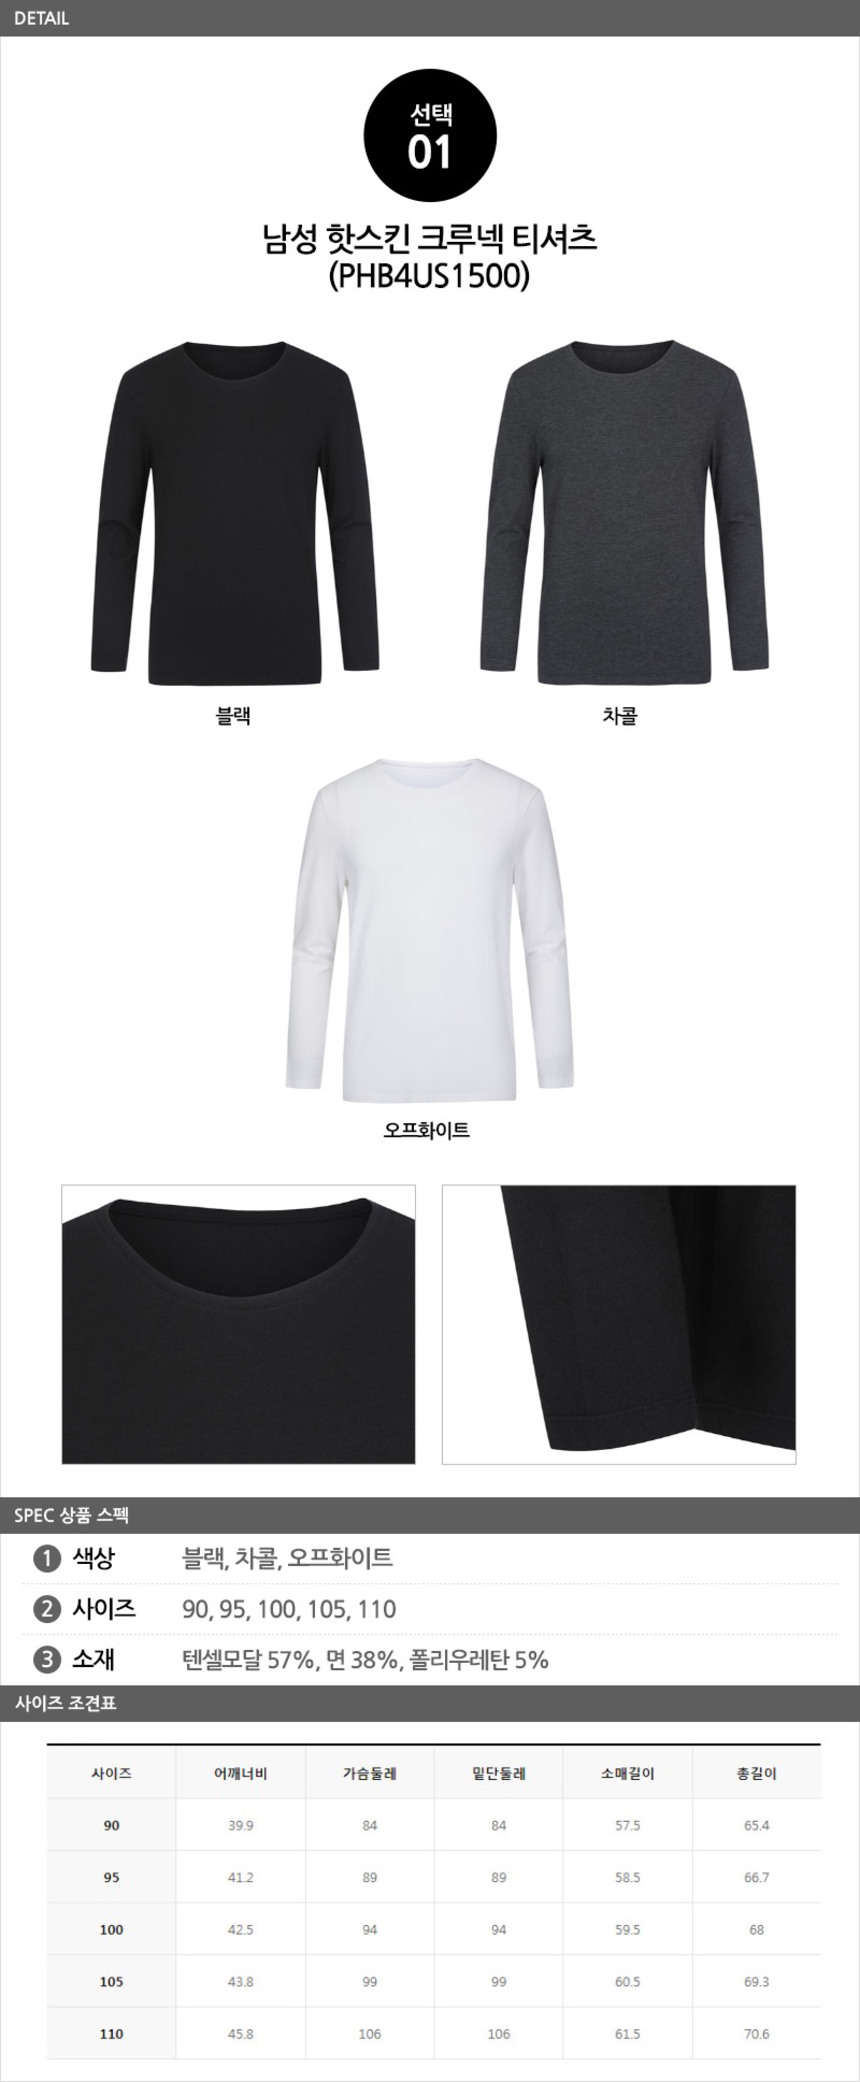 DETAIL
선택
01
남성 핫스킨 크루넥 티셔츠
(PHB4US1500)
블랙
차콜
오프화이트
SPEC 상품 스펙
1 색상 블랙, 차콜, 오프화이트
2 사이즈 90, 95, 100, 105, 110
3 소재 텐셀모달 57%, 면 38%, 폴리우레탄 5%
사이즈 조견표
사이즈 어깨너비 가슴둘레 밑단둘레 소매길이 총길이
90 39.9 84 84 57.5 65.4
95 41.2 89 89 58.5 66.7
100 42.5 94 94 59.5 68
105 43.8 99 99 60.5 69.3
110 45.8 106 106 61.5 70.6